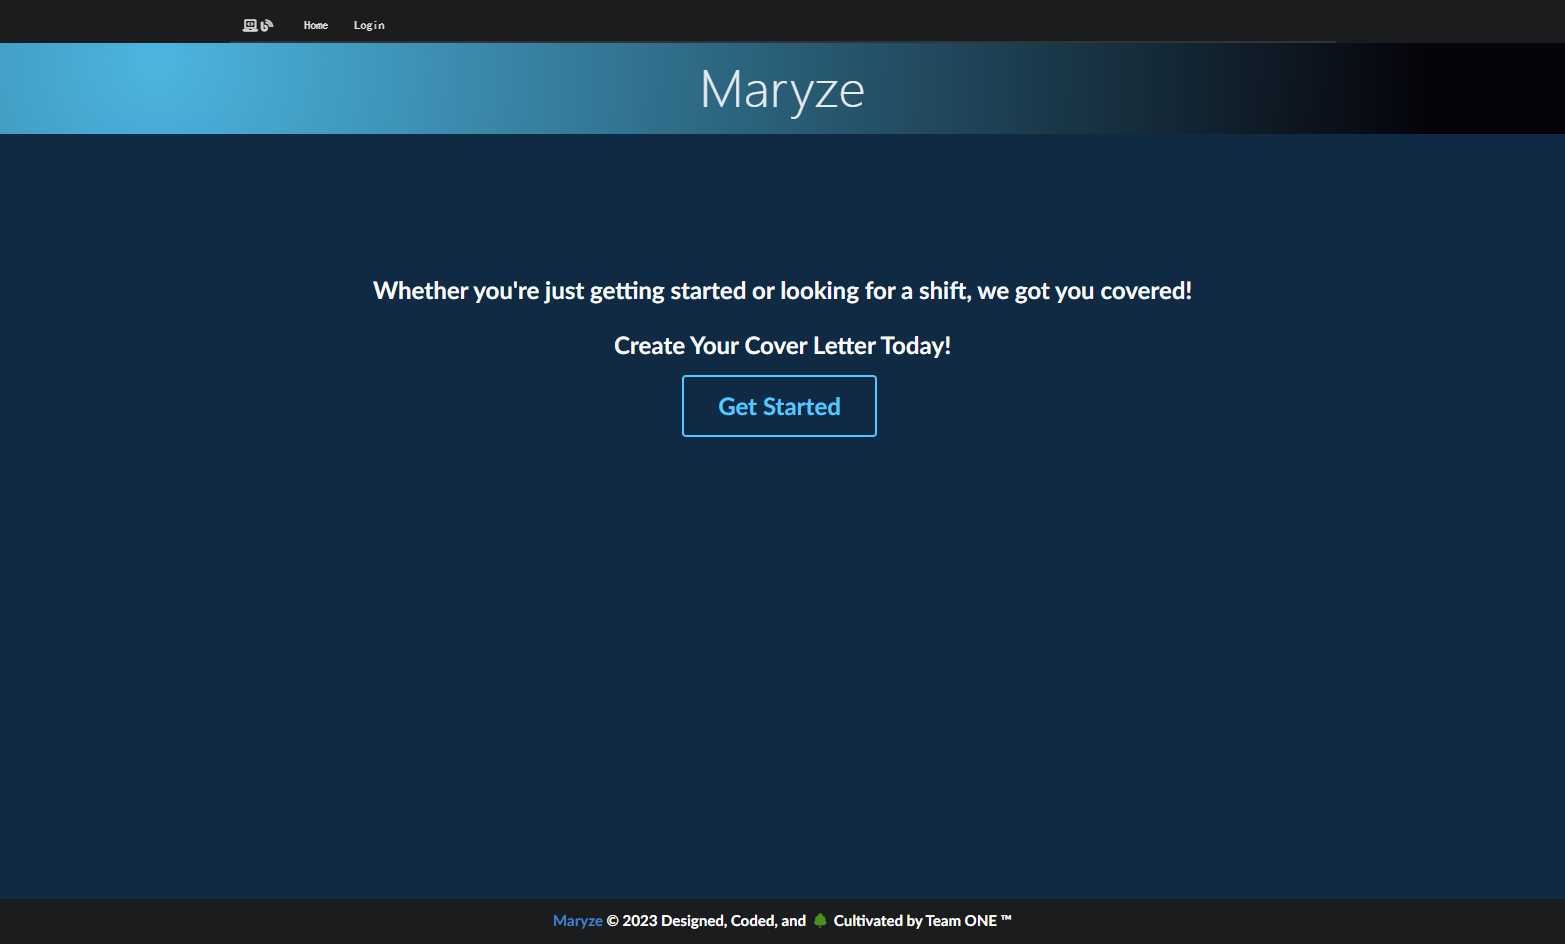 Home Login
Maryze
Whether you're just getting started or looking for a shift, we got you covered!
Create Your Cover Letter Today!
Get Started
Maryze © 2023 Designed, Coded, and 🌳 Cultivated by Team ONE ™